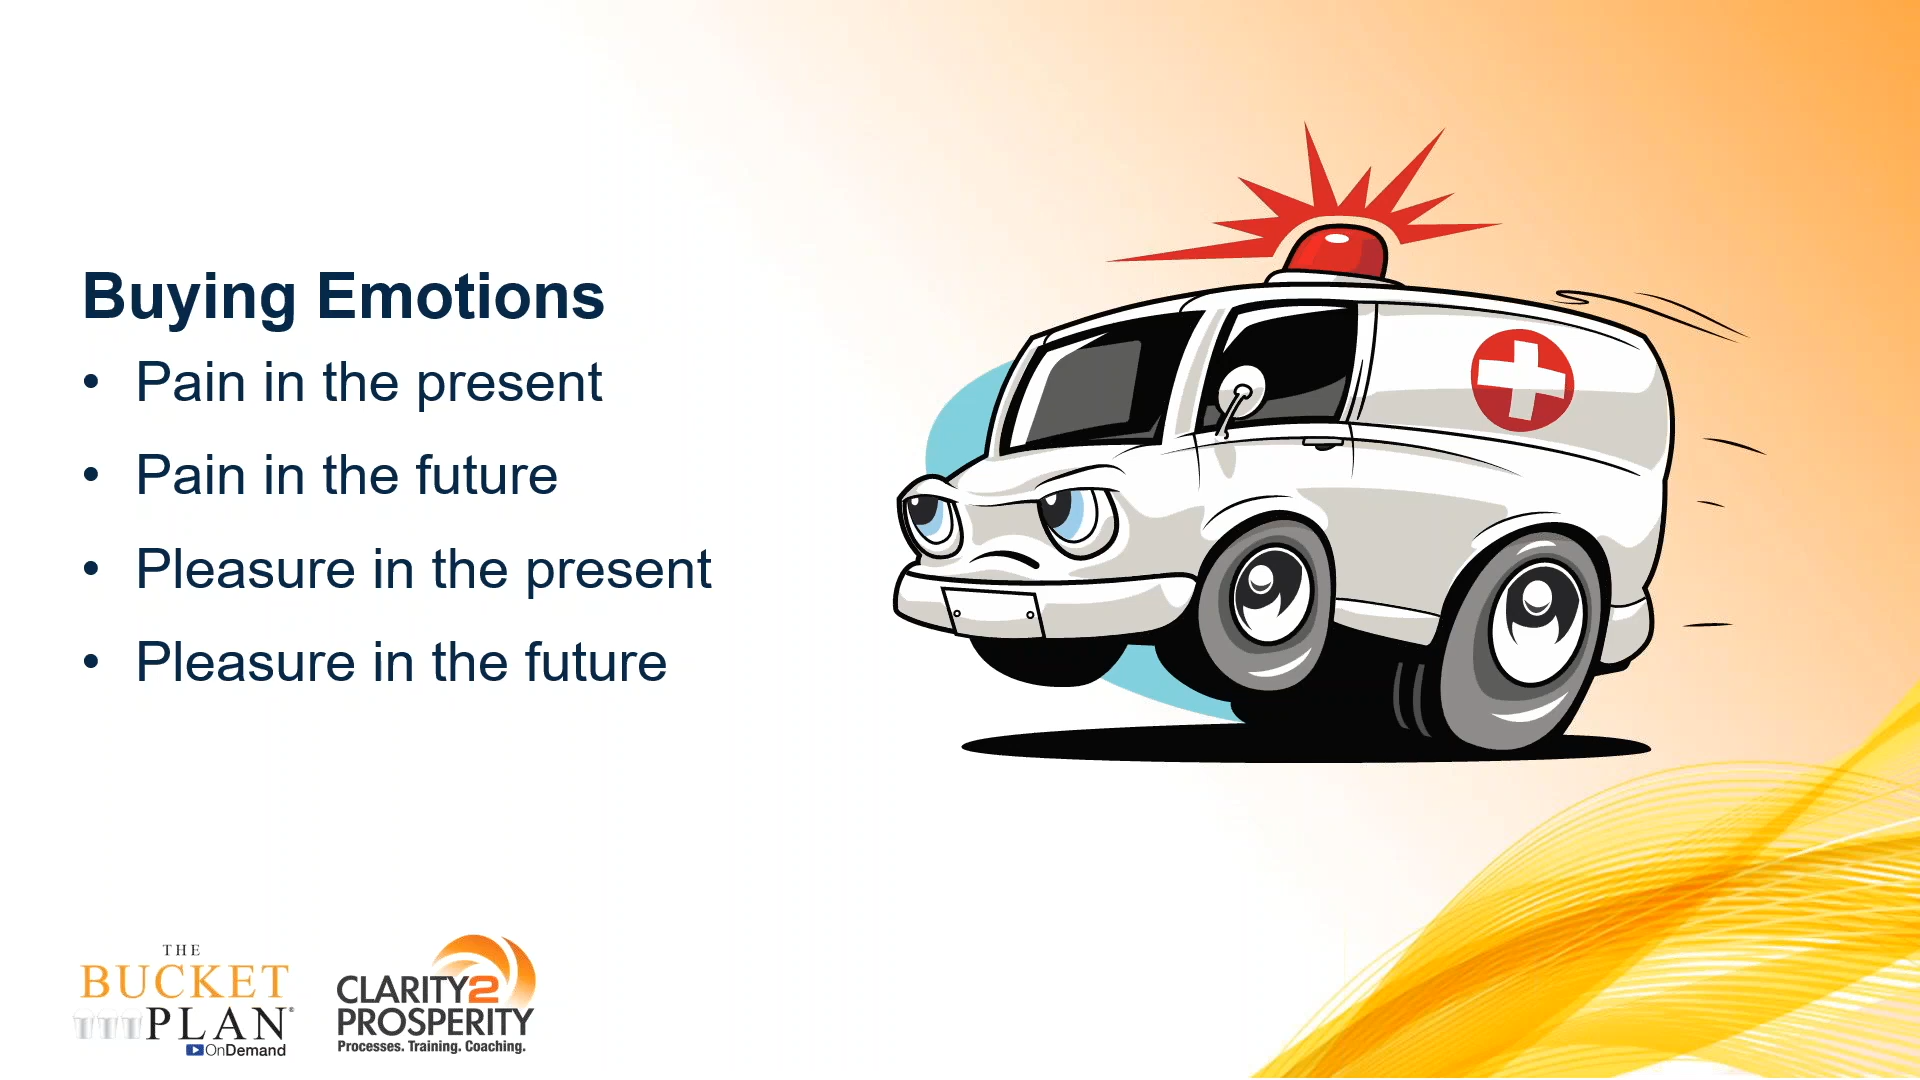 Buying Emotions
• Pain in the present
• Pain in the future
• Pleasure in the present
• Pleasure in the future
THE
BUCKET
PLAN®
OnDemand
CLARITY2
PROSPERITY
Processes. Training. Coaching.